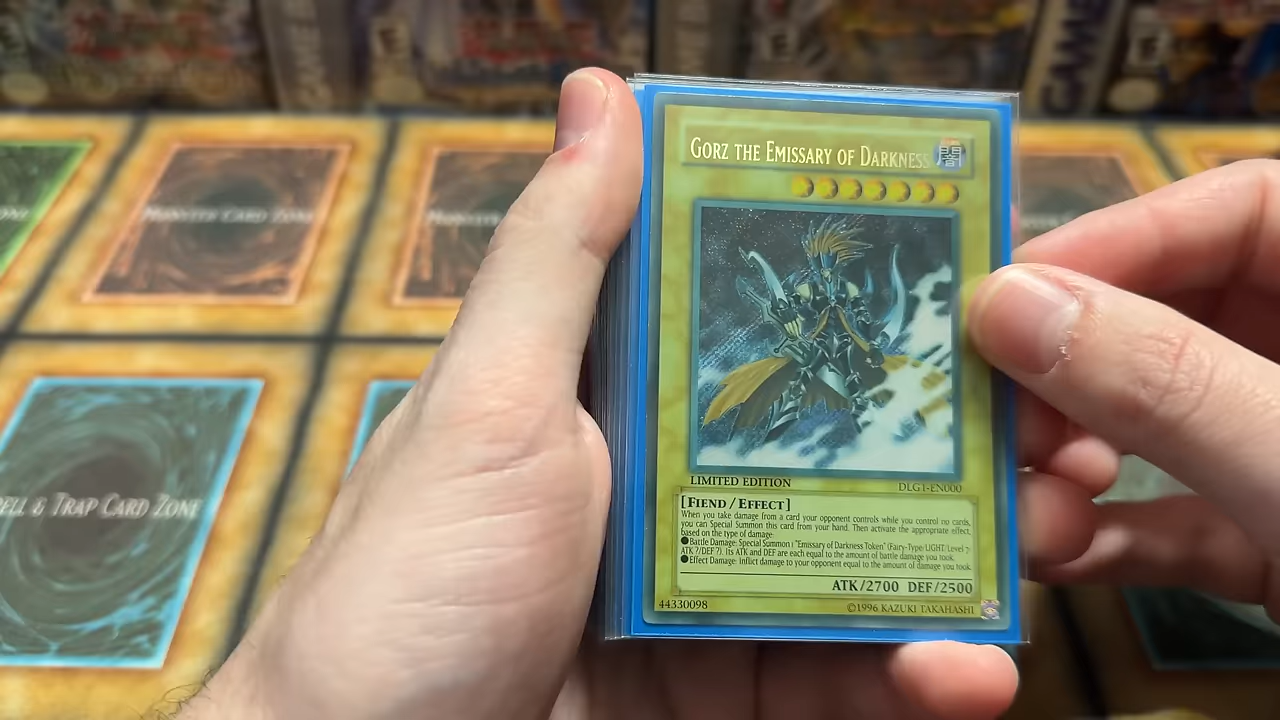 GORZ THE EMISSARY OF DARKNESS 闇
LIMITED EDITION
DLG1-EN000
[FIEND / EFFECT]
When you take damage from a card your opponent controls while you control no cards,
you can Special Summon this card from your hand. Then activate the appropriate effect,
based on the type of damage:
●Battle Damage: Special Summon 1 "Emissary of Darkness Token" (Fairy-Type/LIGHT/Level 7/
ATK ?/DEF ?). Its ATK and DEF are each equal to the amount of battle damage you took.
●Effect Damage: Inflict damage to your opponent equal to the amount of damage you took.
ATK/2700 DEF/2500
44330098
©1996 KAZUKI TAKAHASHI
MONSTER CARD ZONE
MONSTER
SPELL & TRAP CARD ZONE
GAME
E
E
E